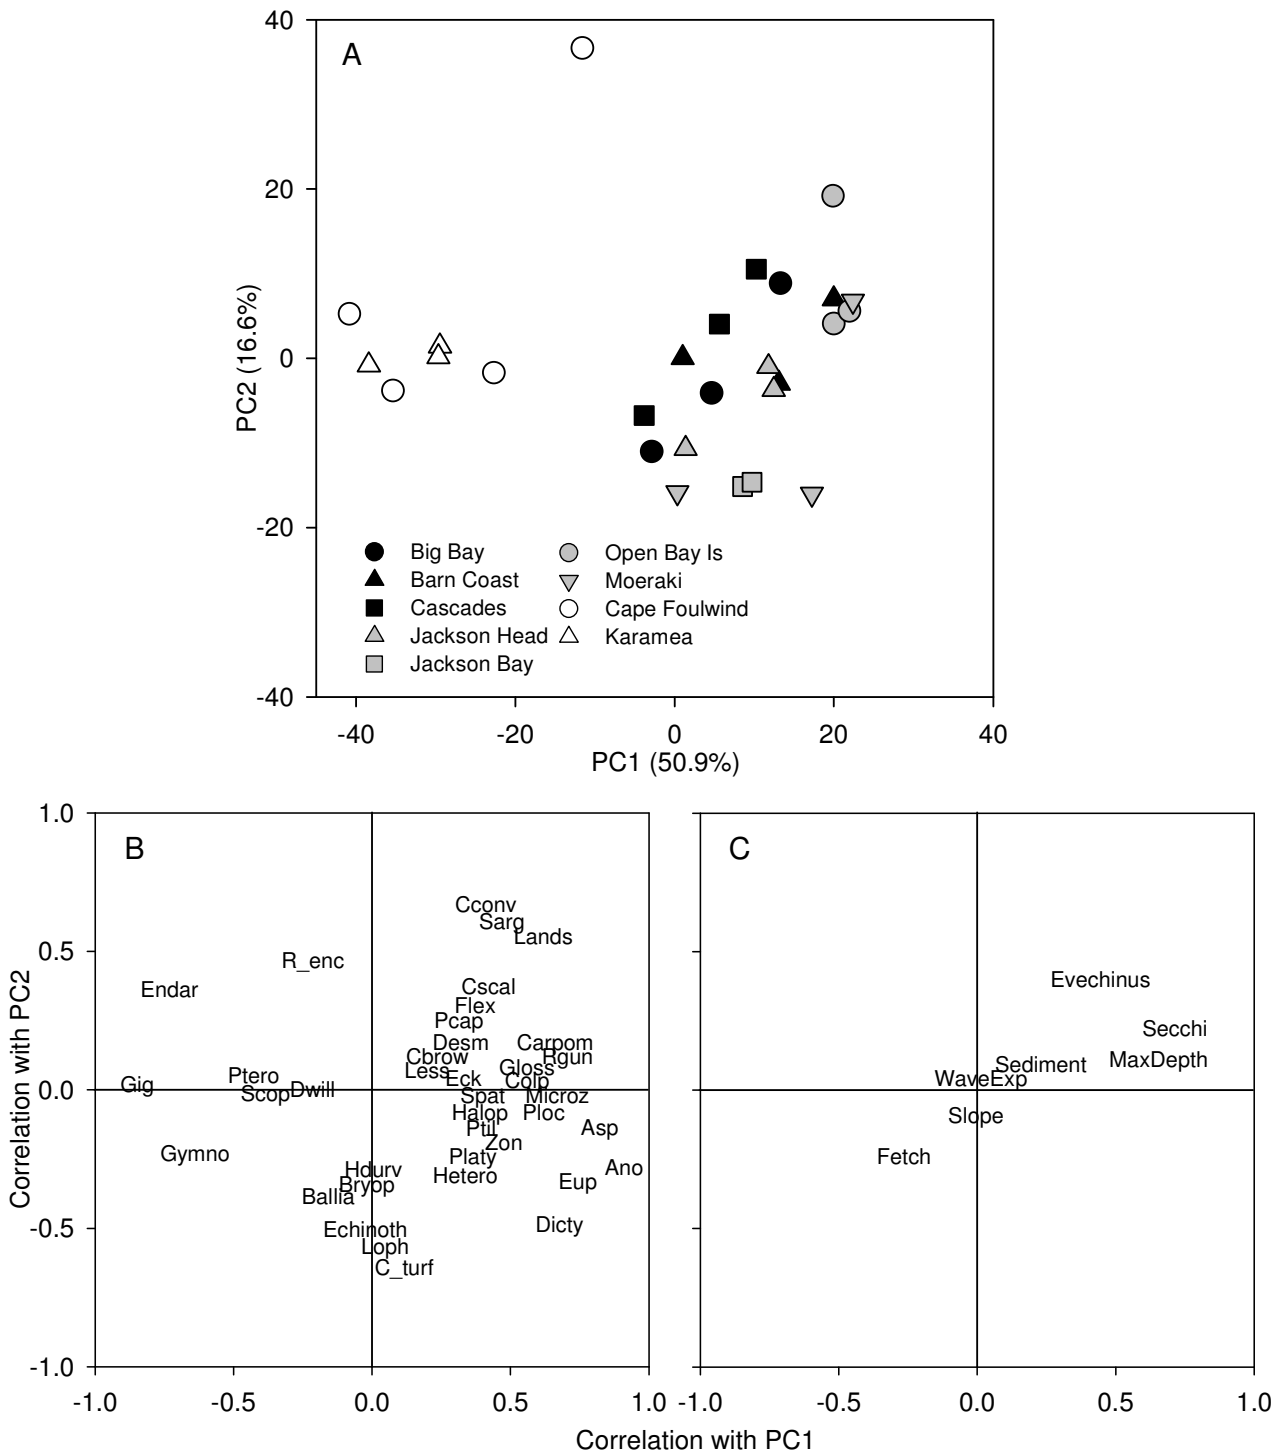 40
A
20
0
-20
-40
PC2 (16.6%)
Big Bay
Barn Coast
Cascades
Jackson Head
Jackson Bay
Open Bay Is
Moeraki
Cape Foulwind
Karamea
-40 -20 0 20 40
PC1 (50.9%)
1.0
0.5
0.0
-0.5
-1.0
Correlation with PC2
B
Cconv
Sarg
Lands
R_enc
Endar
Cscal
Flex
Pcap
Desm
Carpom
Cbrow
Rgun
Less
Gloss
Ptero
Eck
Colp
Gig
Scop
Dwill
Spat
Microz
Halop
Ploc
Ptil
Asp
Zon
Gymno
Platy
Hdurv
Ano
Hetero
Bryop
Eup
Ballia
Dicty
Echinoth
Loph
C_turf
-1.0 -0.5 0.0 0.5 1.0
C
Evechinus
Secchi
MaxDepth
Sediment
WaveExp
Slope
Fetch
-1.0 -0.5 0.0 0.5 1.0
Correlation with PC1